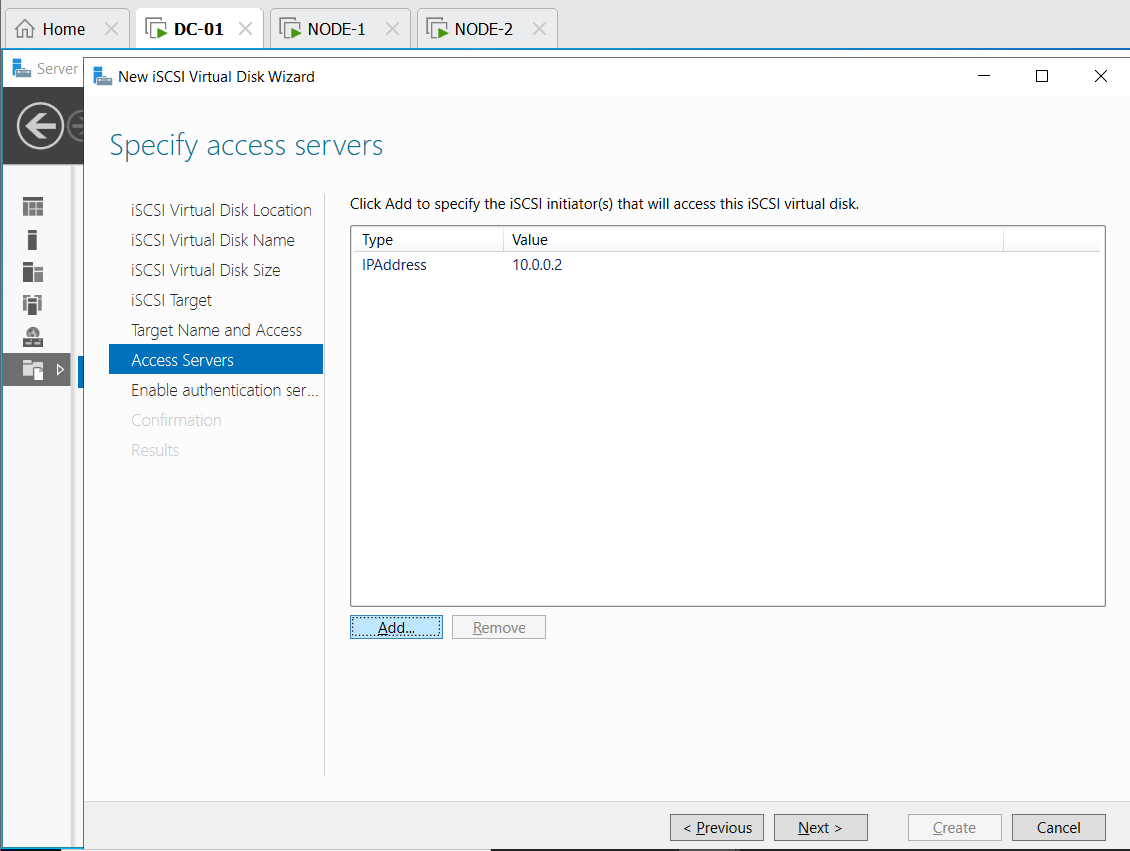 Home
DC-01
NODE-1
NODE-2
Server
New iSCSI Virtual Disk Wizard
Specify access servers
iSCSI Virtual Disk Location
iSCSI Virtual Disk Name
iSCSI Virtual Disk Size
iSCSI Target
Target Name and Access
Access Servers
Enable authentication ser...
Confirmation
Results
Click Add to specify the iSCSI initiator(s) that will access this iSCSI virtual disk.
Type Value
IPAddress 10.0.0.2
Add...
Remove
< Previous
Next >
Create
Cancel